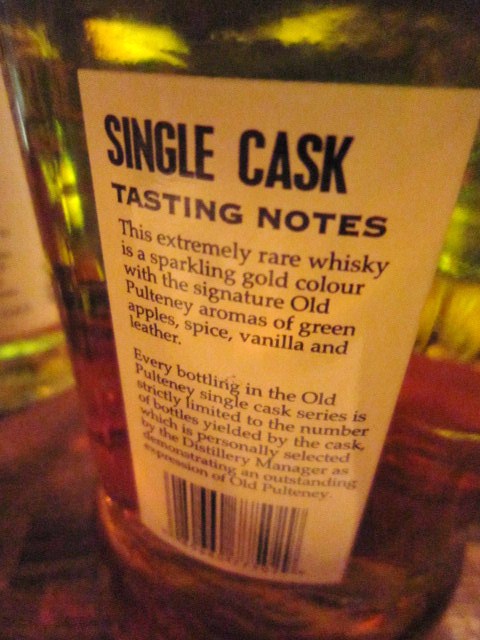 SINGLE CASK
TASTING NOTES
This extremely rare whisky
is a sparkling gold colour
with the signature Old
Pulteney aromas of green
apples, spice, vanilla and
leather.
Every bottling in the Old
Pulteney single cask series is
strictly limited to the number
of bottles yielded by the cask,
which is personally selected
by the Distillery Manager as
demonstrating an outstanding
expression of Old Pulteney.